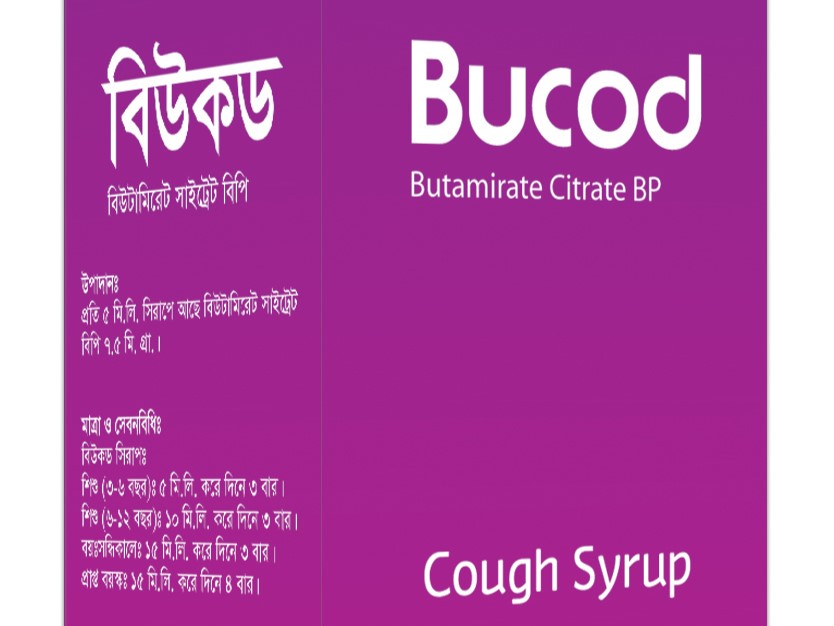 বিউকড
বিউটামিরেট সাইট্রেট বিপি
উপাদানঃ
প্রতি ৫ মি.লি. সিরাপে আছে বিউটামিরেট সাইট্রেট
বিপি ৭.৫ মি. গ্রা.।
মাত্রা ও সেবনবিধিঃ
বিউকড সিরাপঃ
শিশু (৩-৬ বছর)ঃ ৫ মি.লি. করে দিনে ৩ বার।
শিশু (৬-১২ বছর)ঃ ১০ মি.লি. করে দিনে ৩ বার।
বয়ঃসন্ধিকালেঃ ১৫ মি.লি. করে দিনে ৩ বার।
প্রাপ্ত বয়স্কঃ ১৫ মি.লি. করে দিনে ৪ বার।
Bucod
Butamirate Citrate BP
Cough Syrup